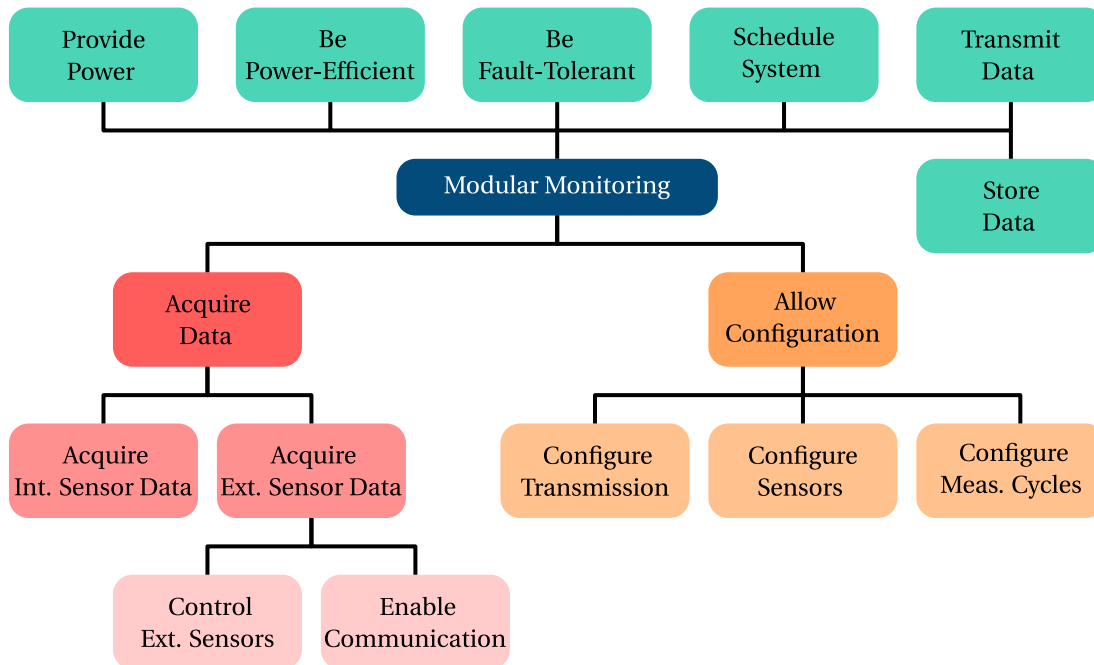 Provide
Power
Be
Power-Efficient
Be
Fault-Tolerant
Schedule
System
Transmit
Data
Modular Monitoring
Store
Data
Acquire
Data
Allow
Configuration
Acquire
Int. Sensor Data
Acquire
Ext. Sensor Data
Configure
Transmission
Configure
Sensors
Configure
Meas. Cycles
Control
Ext. Sensors
Enable
Communication